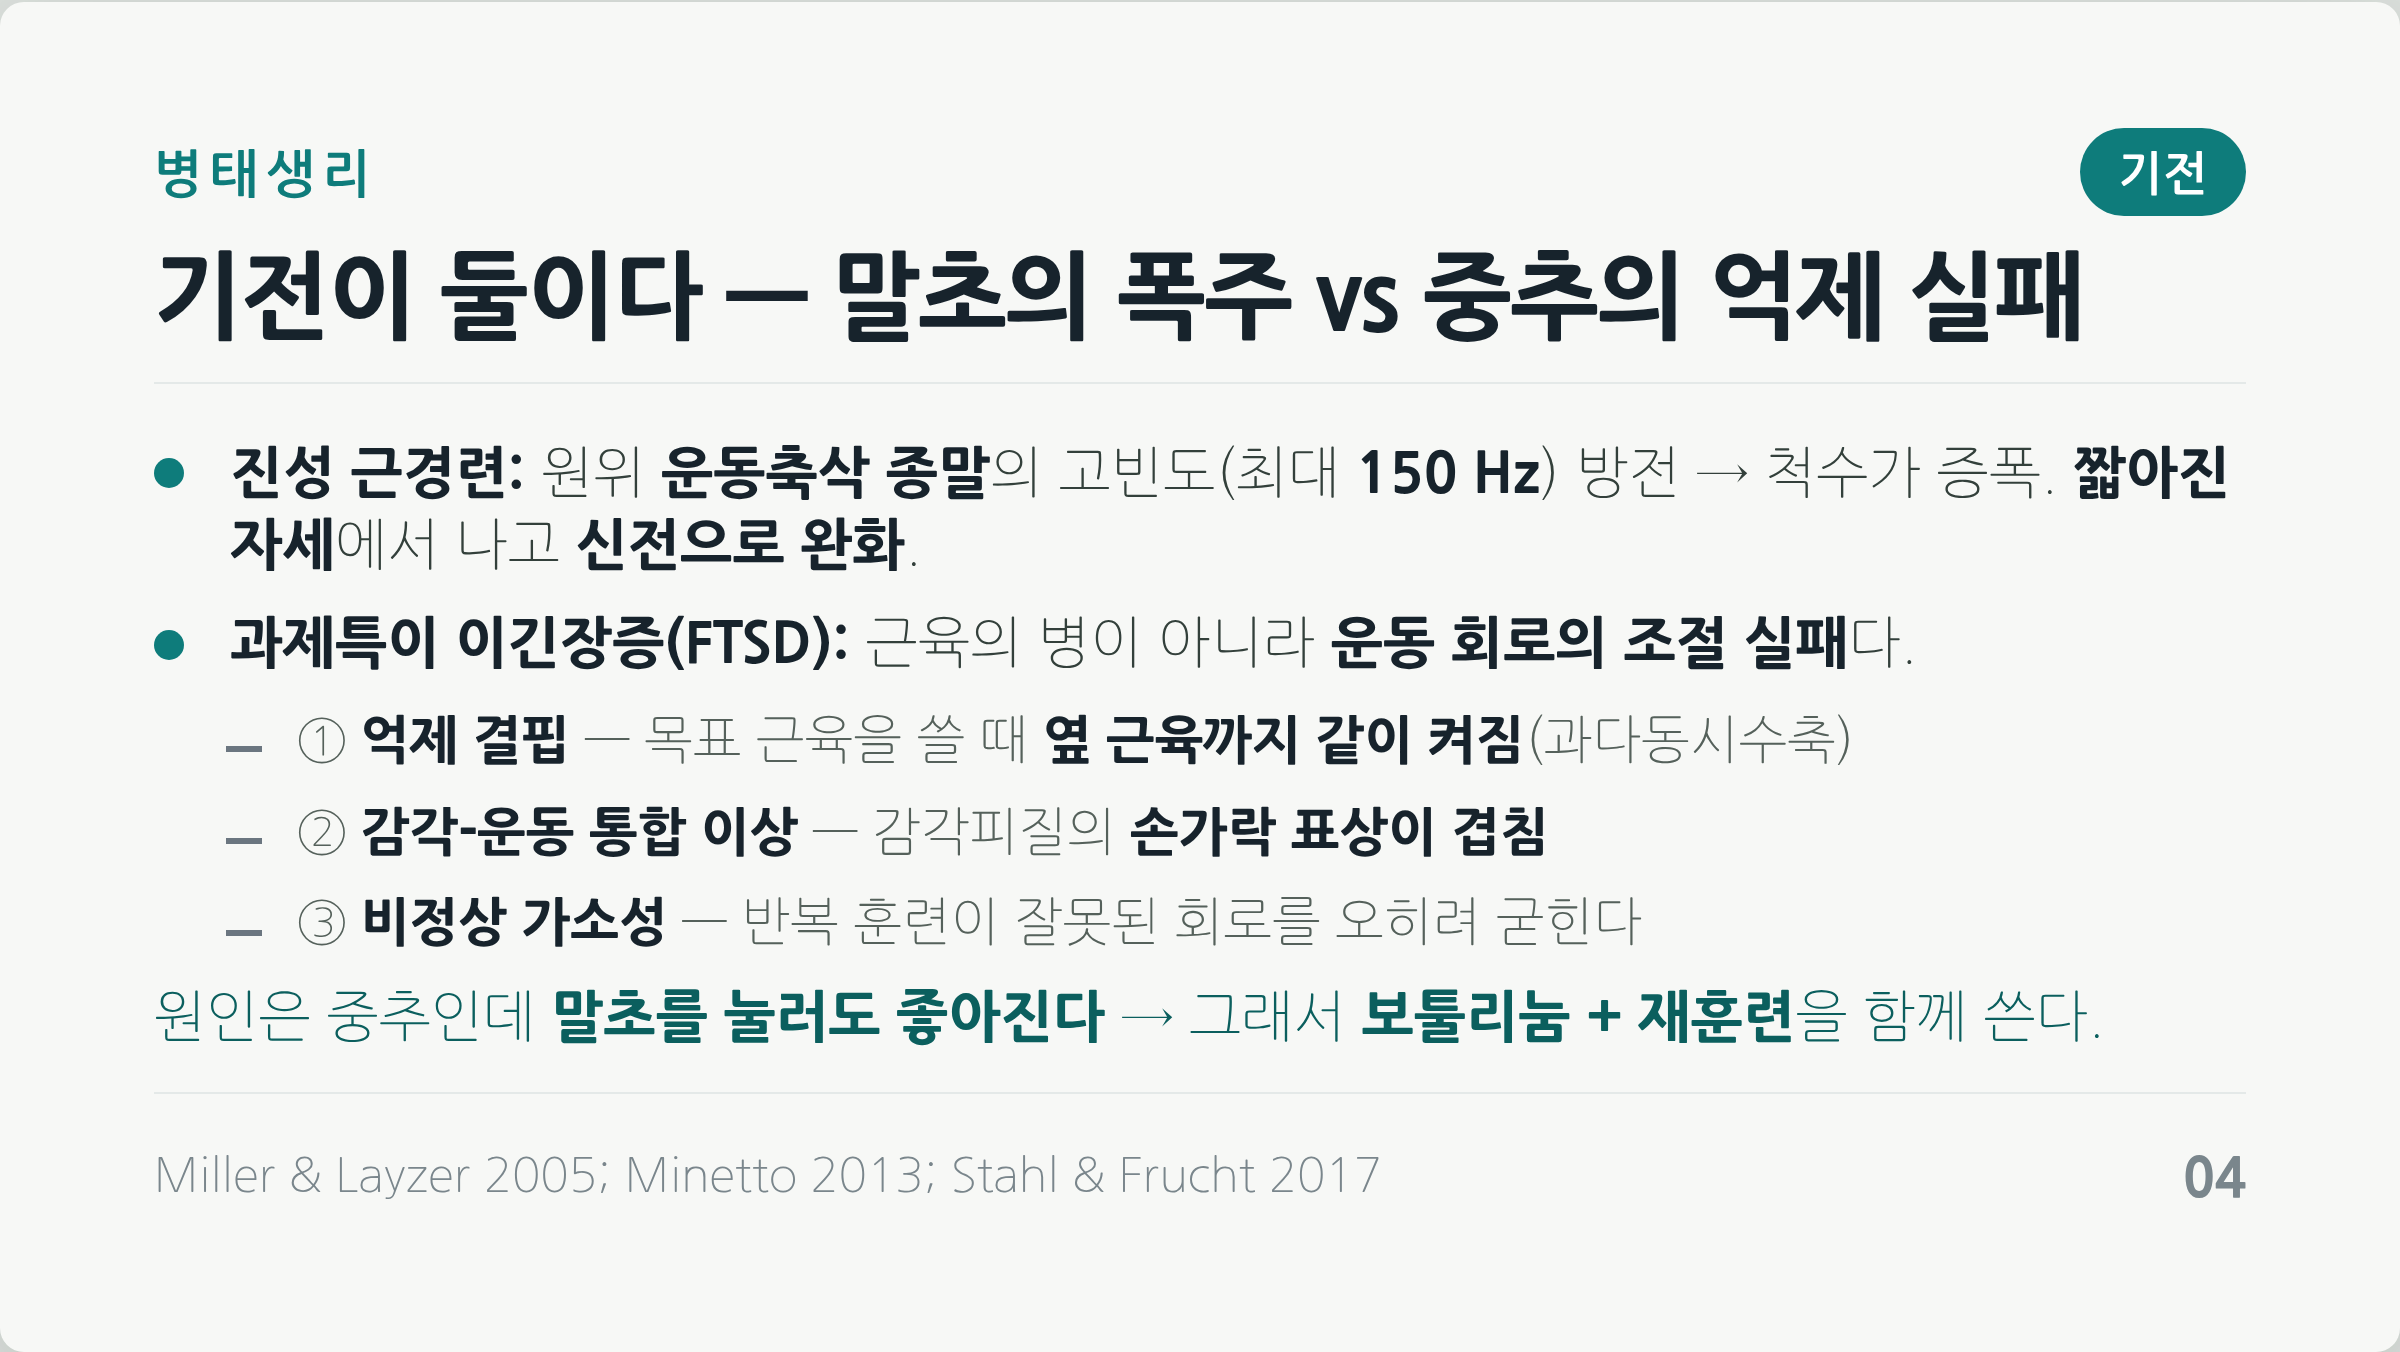 병태생리
기전
기전이 둘이다 — 말초의 폭주 vs 중추의 억제 실패
진성 근경련: 원위 운동축삭 종말의 고빈도(최대 150 Hz) 방전 → 척수가 증폭. 짧아진
자세에서 나고 신전으로 완화.
과제특이 이긴장증(FTSD): 근육의 병이 아니라 운동 회로의 조절 실패다.
– ① 억제 결핍 — 목표 근육을 쓸 때 옆 근육까지 같이 켜짐(과다동시수축)
– ② 감각-운동 통합 이상 — 감각피질의 손가락 표상이 겹침
– ③ 비정상 가소성 — 반복 훈련이 잘못된 회로를 오히려 굳힌다
원인은 중추인데 말초를 눌러도 좋아진다 → 그래서 보툴리눔 + 재훈련을 함께 쓴다.
Miller & Layzer 2005; Minetto 2013; Stahl & Frucht 2017
04